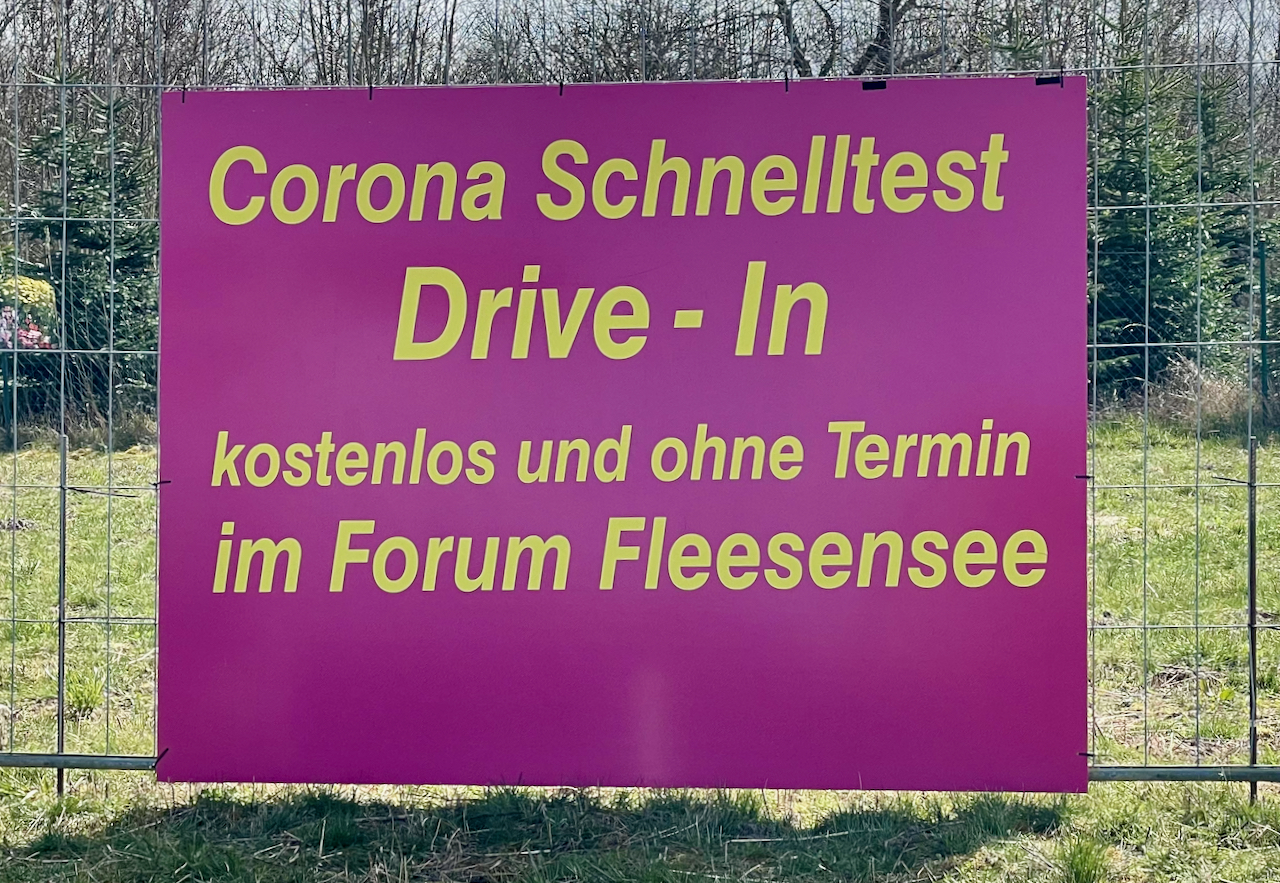 Corona Schnelltest
Drive - In
kostenlos und ohne Termin
im Forum Fleesensee